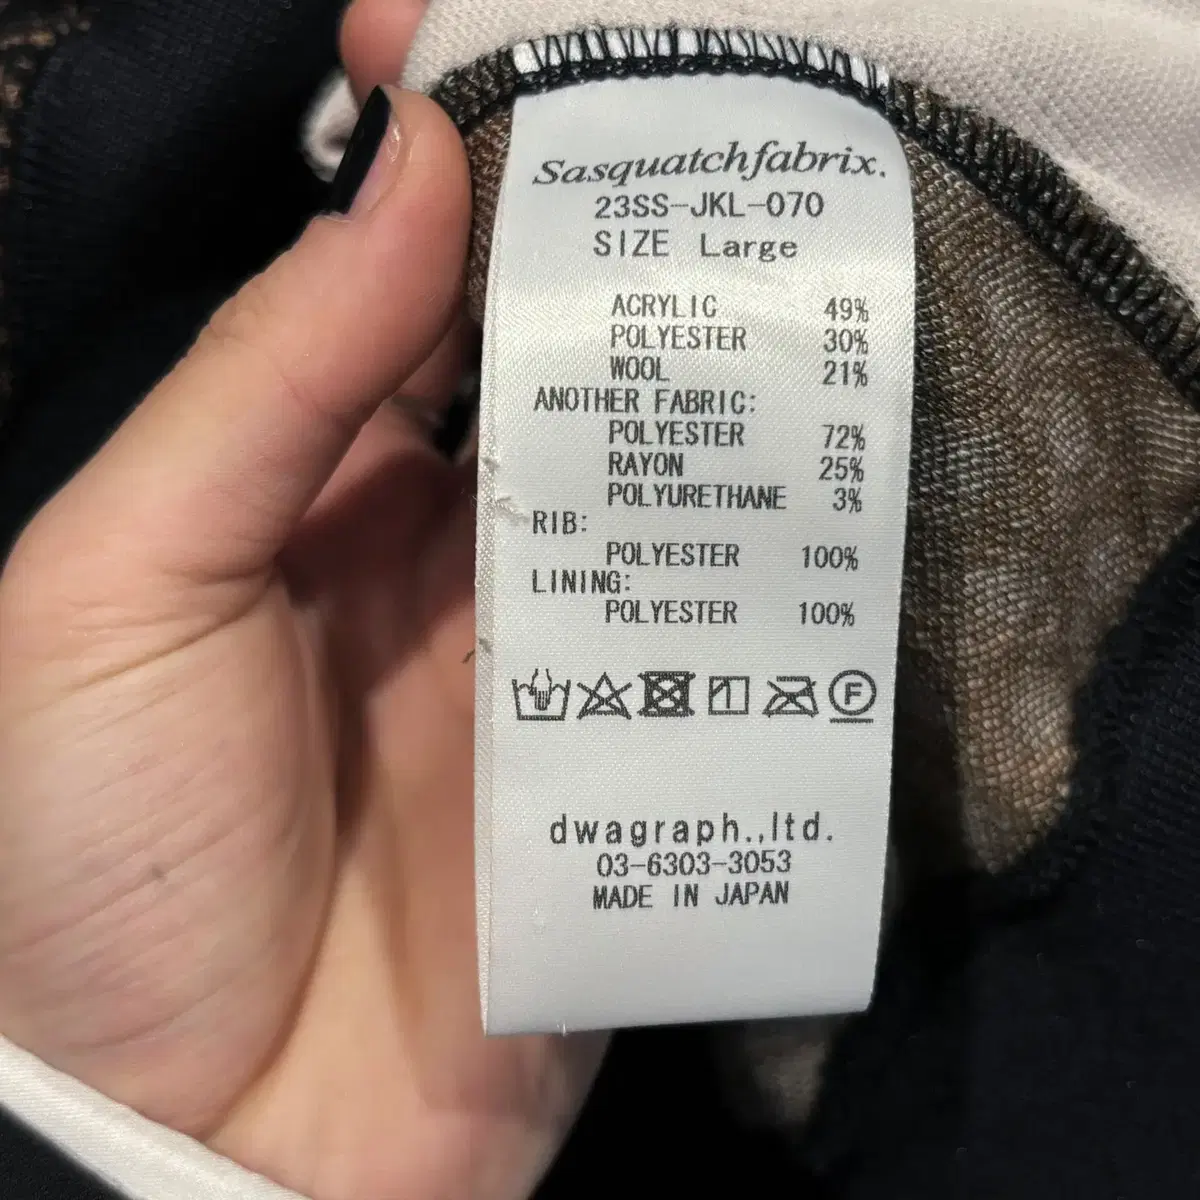 Sasquatchfabrix.
23SS-JKL-070
SIZE Large
ACRYLIC 49%
POLYESTER 30%
WOOL 21%
ANOTHER FABRIC:
POLYESTER 72%
RAYON 25%
POLYURETHANE 3%
RIB:
POLYESTER 100%
LINING:
POLYESTER 100%
F
dwagraph.,ltd.
03-6303-3053
MADE IN JAPAN